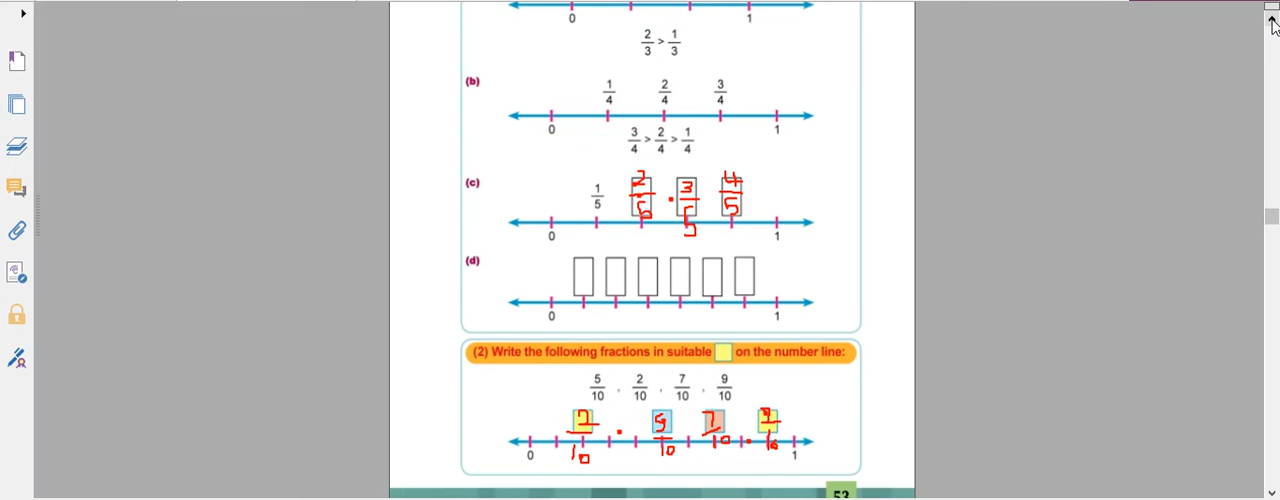 0 1
2/3 > 1/3
(b)
1/4 2/4 3/4
0 1
3/4 > 2/4 > 1/4
(c)
1/5 2/5 3/5 4/5
0 1
(d)
0 1
(2) Write the following fractions in suitable on the number line:
5/10 , 2/10 , 7/10 , 9/10
2/10 5/10 7/10 9/10
0 1
53